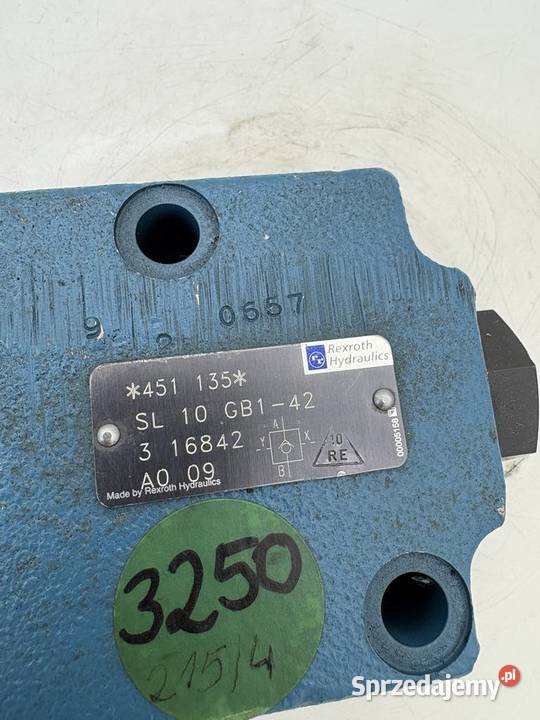 9 2 0657
Rexroth
Hydraulics
*451 135*
SL 10 GB1-42
3 16842
A
Y X
B
10
RE
A0 09
Made by Rexroth Hydraulics
00005158
3250
215/4
Sprzedajemy.pl